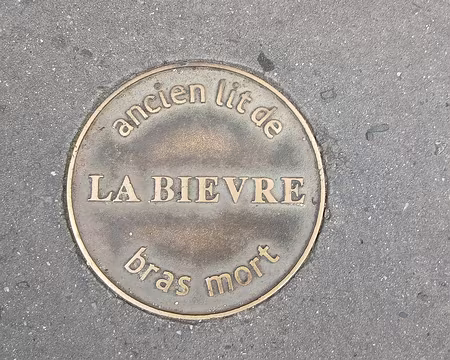 ancien lit de
LA BIEVRE
bras mort